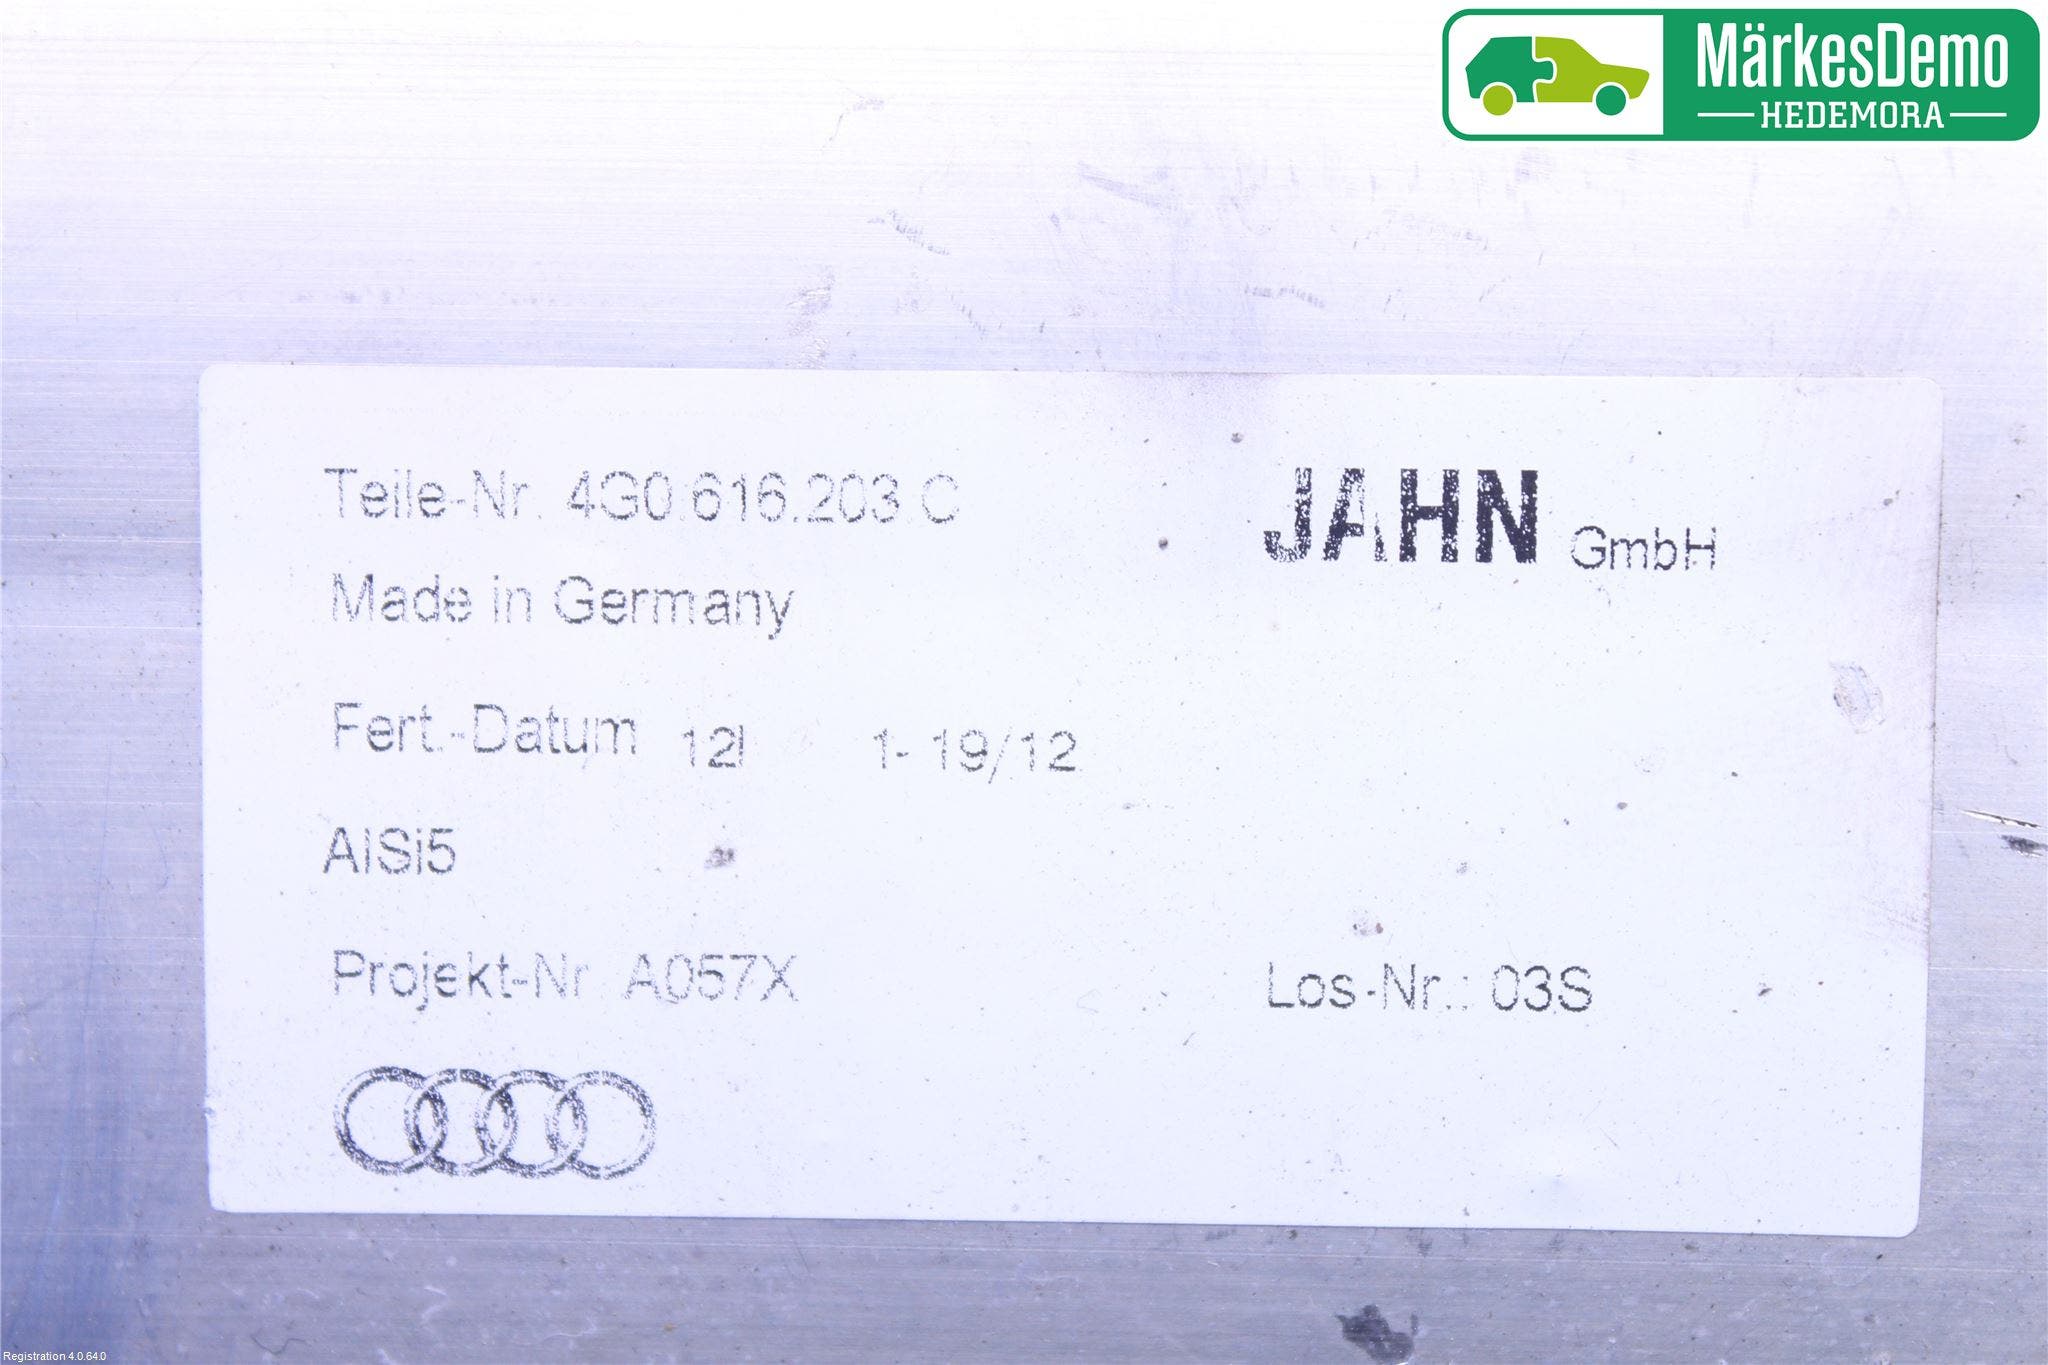 MärkesDemo
HEDEMORA
Teile-Nr. 4G0.616.203 C
JAHN GmbH
Made in Germany
Fert.-Datum 12I 1- 19/12
AlSi5
Projekt-Nr. A057X
Los-Nr.: 03S
Registration 4.0.64.0